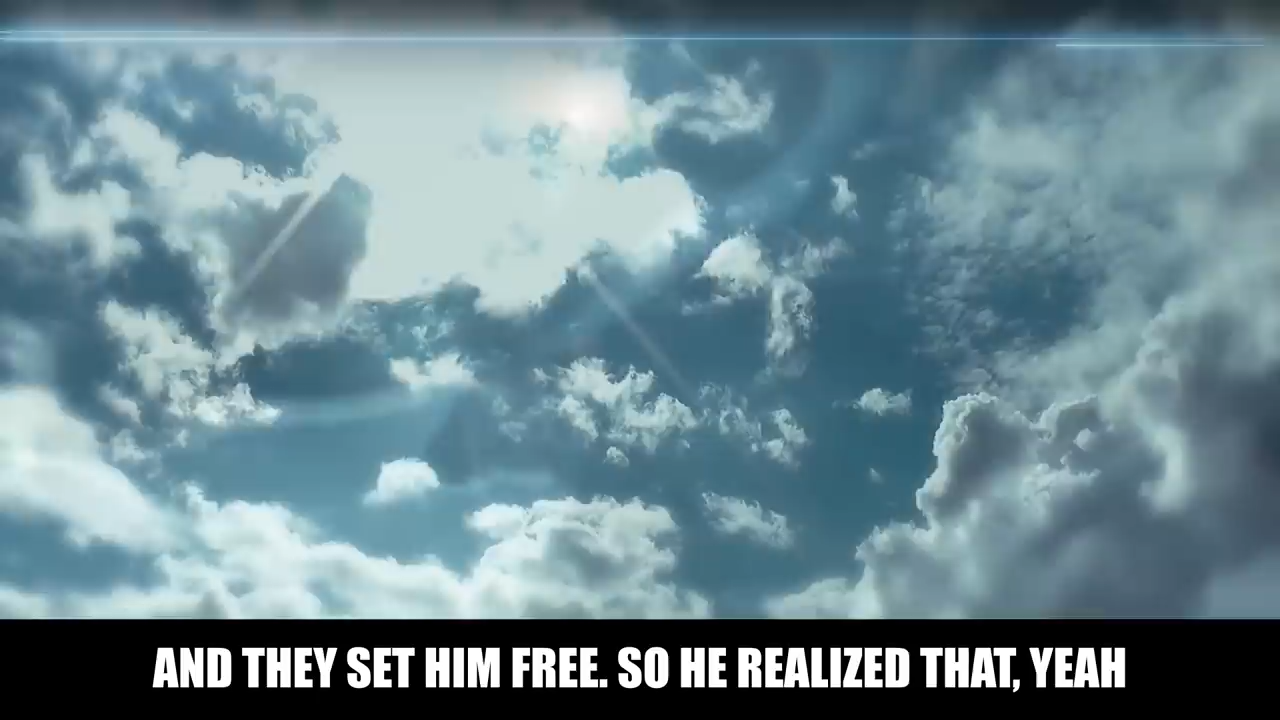 AND THEY SET HIM FREE. SO HE REALIZED THAT, YEAH